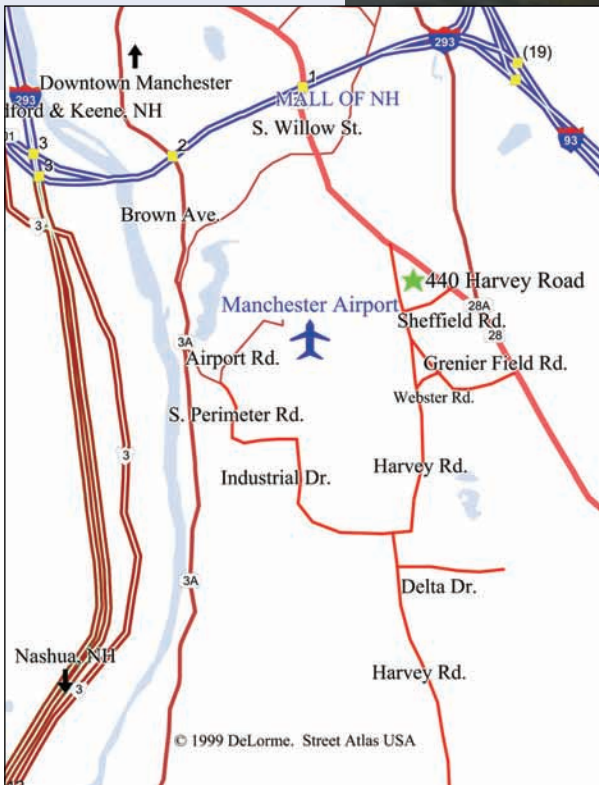 293
(19)
Downtown Manchester
1
293
MALL OF NH
dford & Keene, NH
93
S. Willow St.
3
2
3
Brown Ave.
3
440 Harvey Road
Manchester Airport
28A
Sheffield Rd.
3A
28
Airport Rd.
Grenier Field Rd.
Webster Rd.
S. Perimeter Rd.
3
Harvey Rd.
Industrial Dr.
3A
Delta Dr.
Nashua, NH
Harvey Rd.
3
© 1999 DeLorme. Street Atlas USA